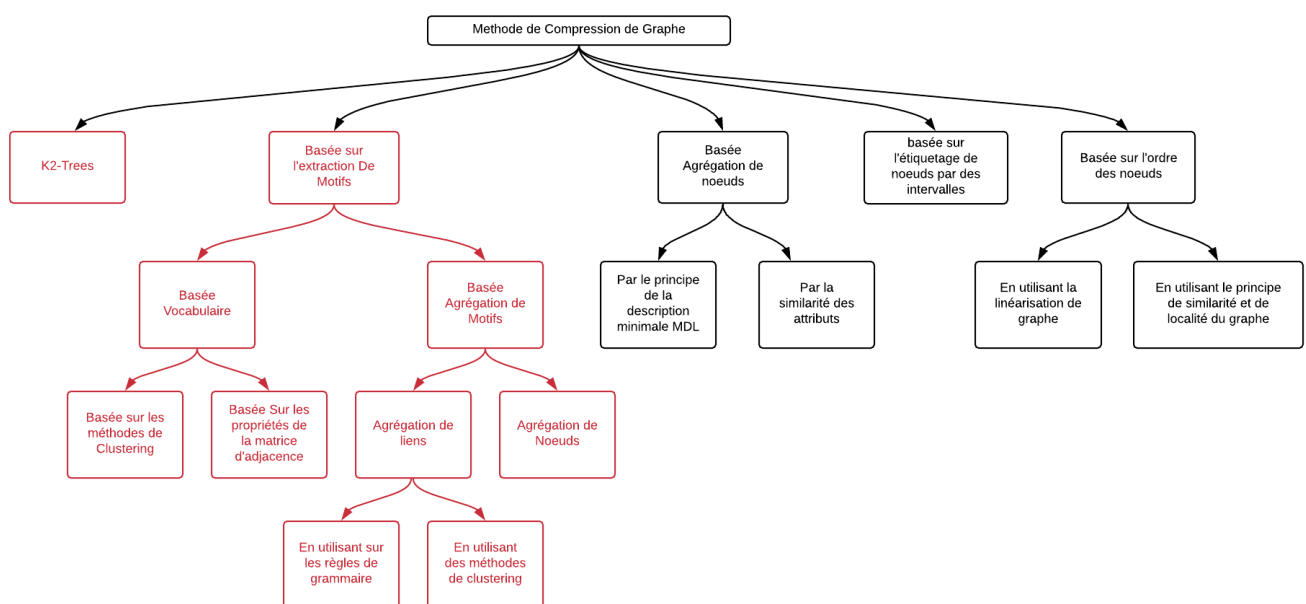 Methode de Compression de Graphe
K2-Trees
Basée sur
l'extraction De
Motifs
Basée
Agrégation de
noeuds
basée sur
l'étiquetage de
noeuds par des
intervalles
Basée sur l'ordre
des noeuds
Basée
Vocabulaire
Basée
Agrégation de
Motifs
Par le principe
de la
description
minimale MDL
Par la
similarité des
attributs
En utilisant la
linéarisation de
graphe
En utilisant le principe
de similarité et de
localité du graphe
Basée sur les
méthodes de
Clustering
Basée Sur les
propriétés de
la matrice
d'adjacence
Agrégation de
liens
Agrégation de
Noeuds
En utilisant sur
les règles de
grammaire
En utilisant
des méthodes
de clustering